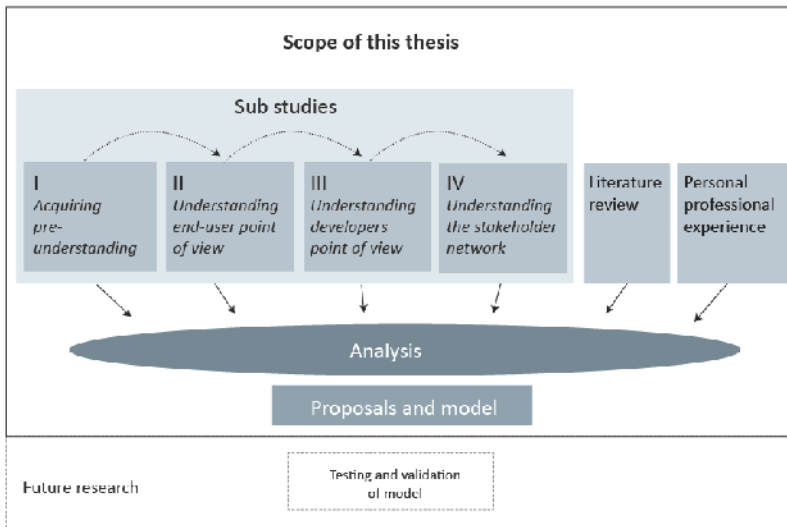 Scope of this thesis
Sub studies
I
Acquiring
pre-
understanding
II
Understanding
end-user point
of view
III
Understanding
developers
point of view
IV
Understanding
the stakeholder
network
Literature
review
Personal
professional
experience
Analysis
Proposals and model
Future research
Testing and validation
of model